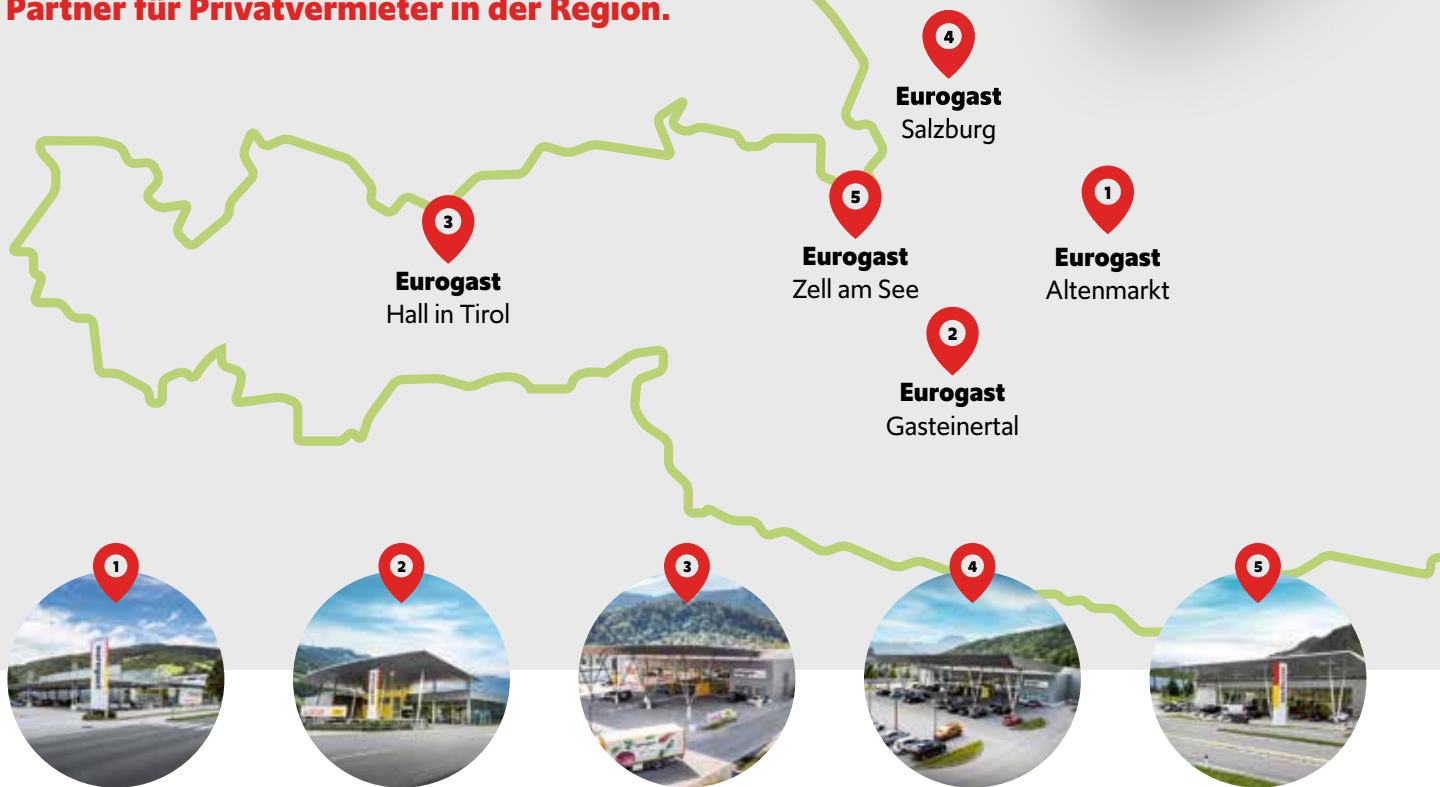 Partner für Privatvermieter in der Region.
4
Eurogast
Salzburg
1
Eurogast
Altenmarkt
5
Eurogast
Zell am See
3
Eurogast
Hall in Tirol
2
Eurogast
Gasteinertal
1
2
3
4
5